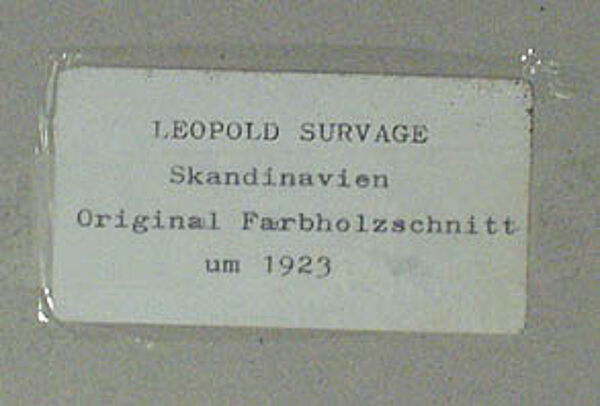 LEOPOLD SURVAGE
Skandinavien
Original Farbholzschnitt
um 1923